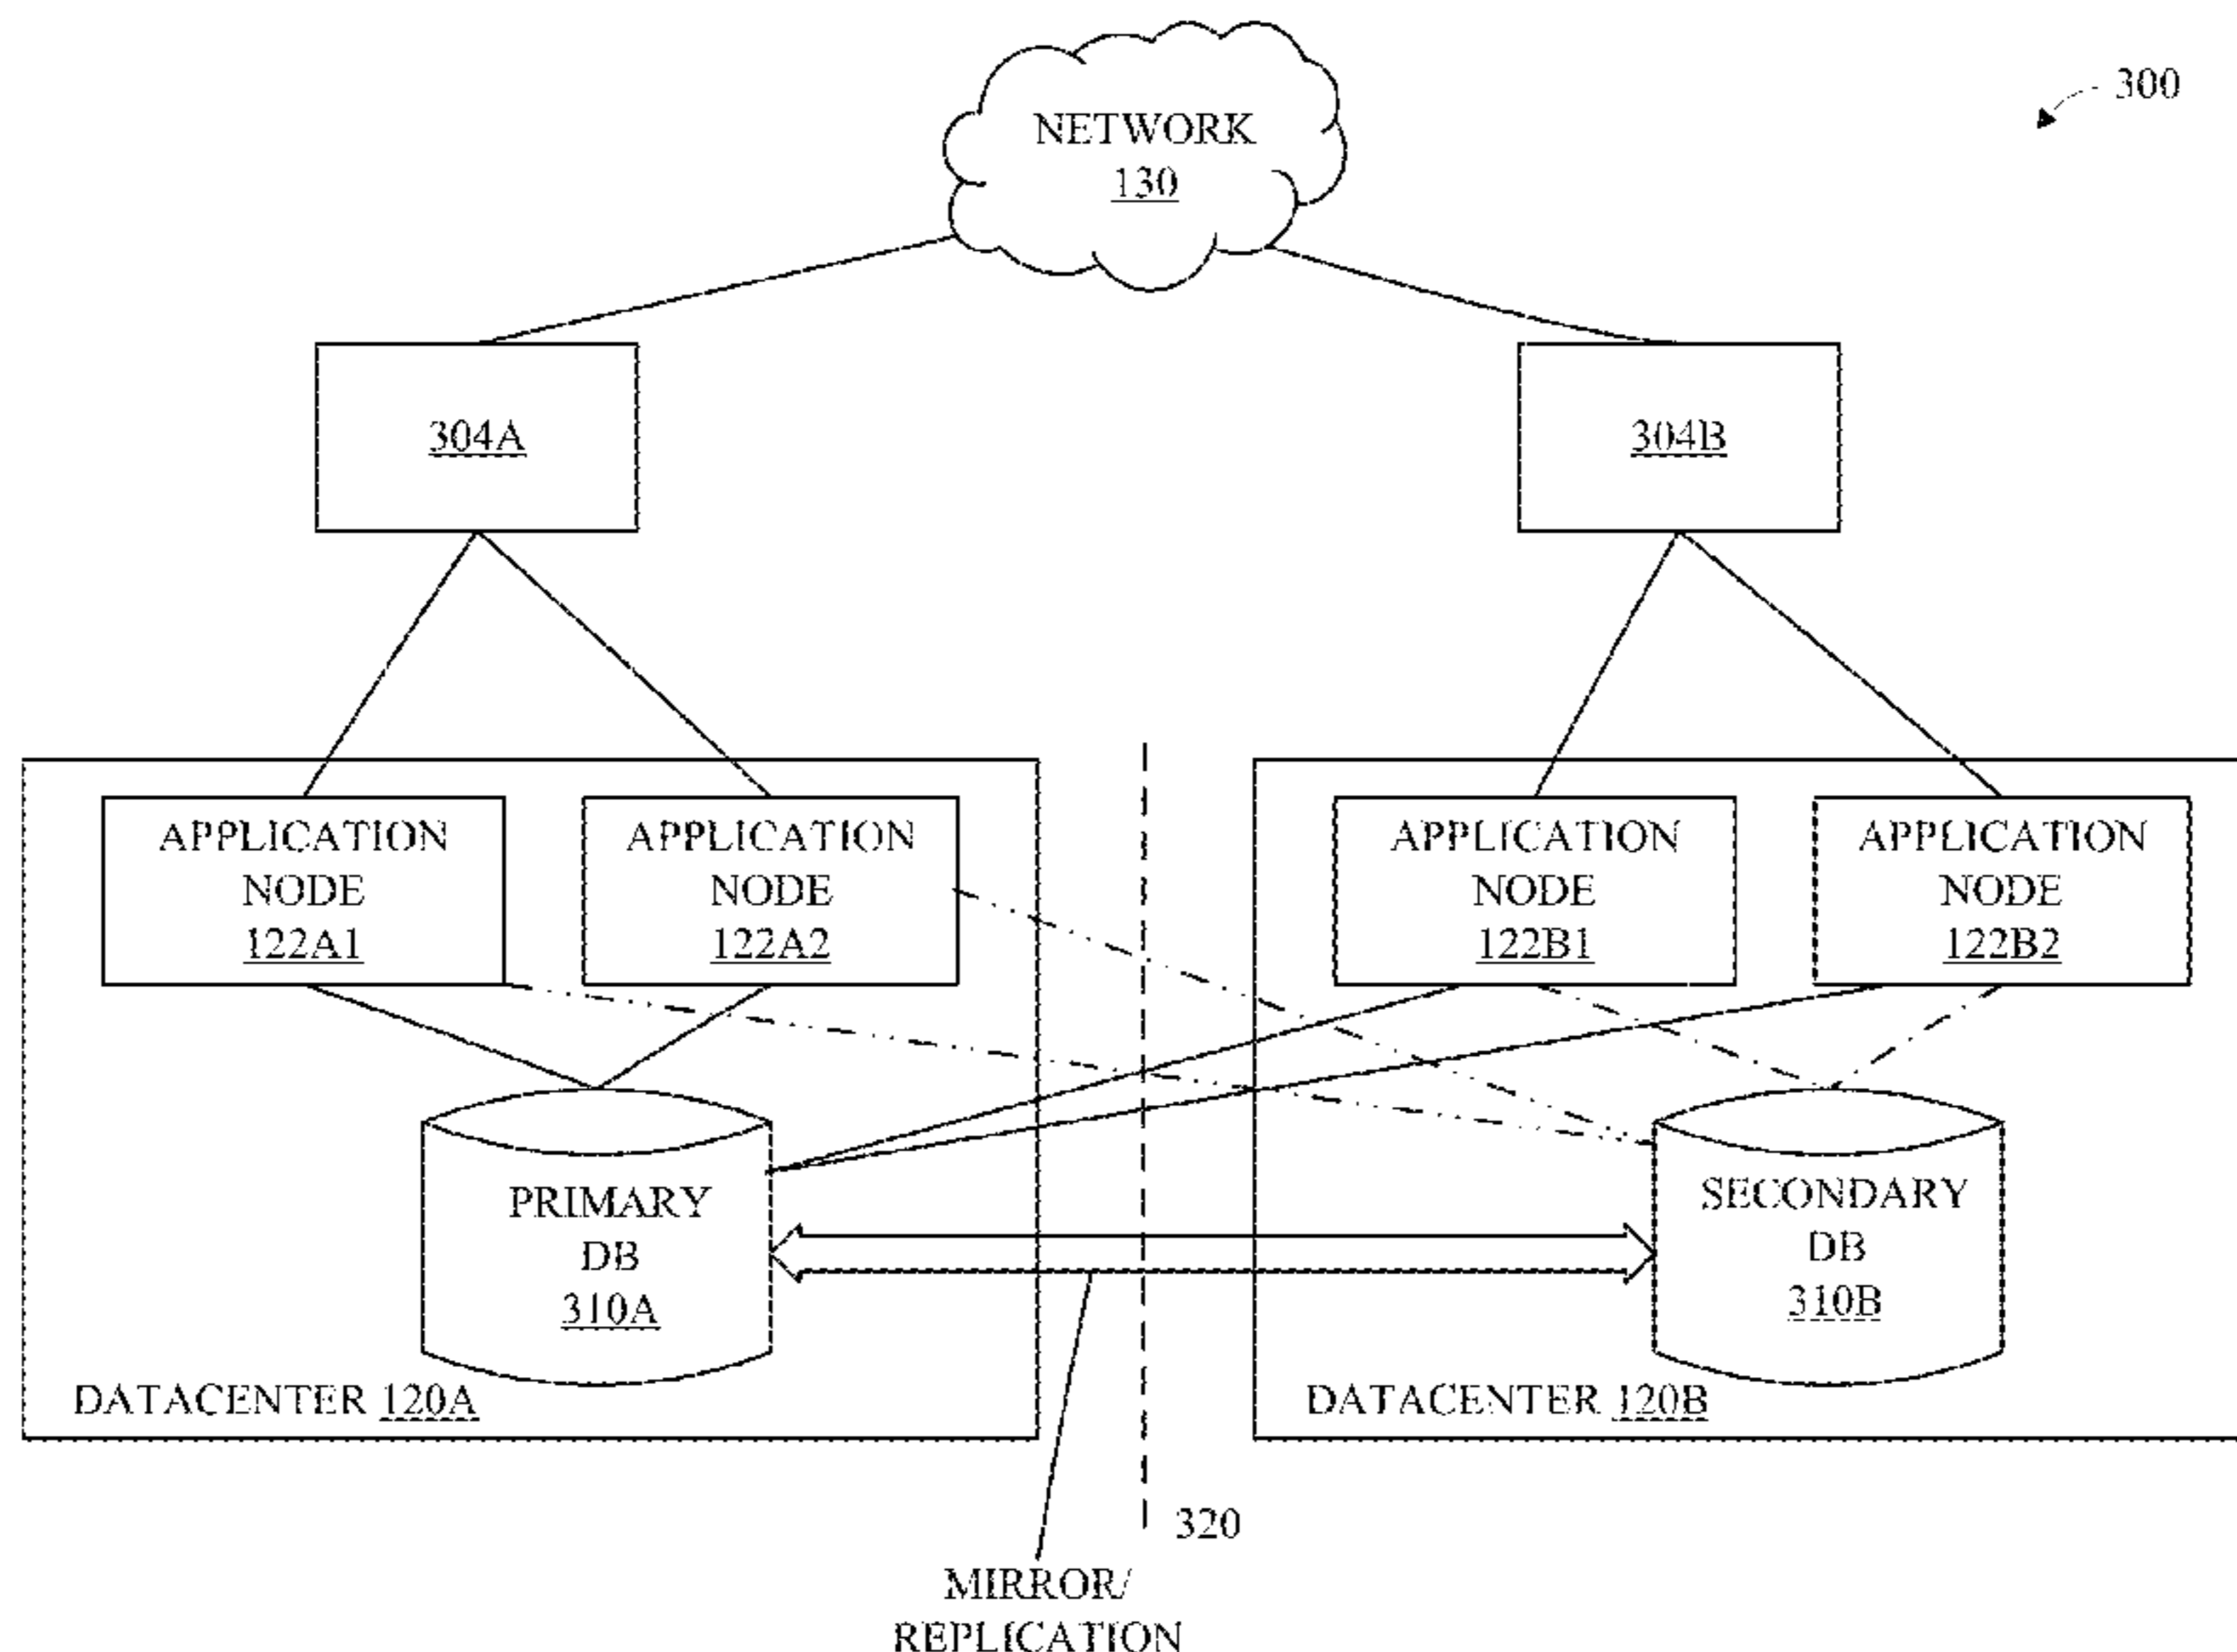 300
NETWORK
130
304A
304B
APPLICATION
NODE
122A1
APPLICATION
NODE
122A2
APPLICATION
NODE
122B1
APPLICATION
NODE
122B2
PRIMARY
DB
310A
SECONDARY
DB
310B
DATACENTER 120A
DATACENTER 120B
320
MIRROR/
REPLICATION